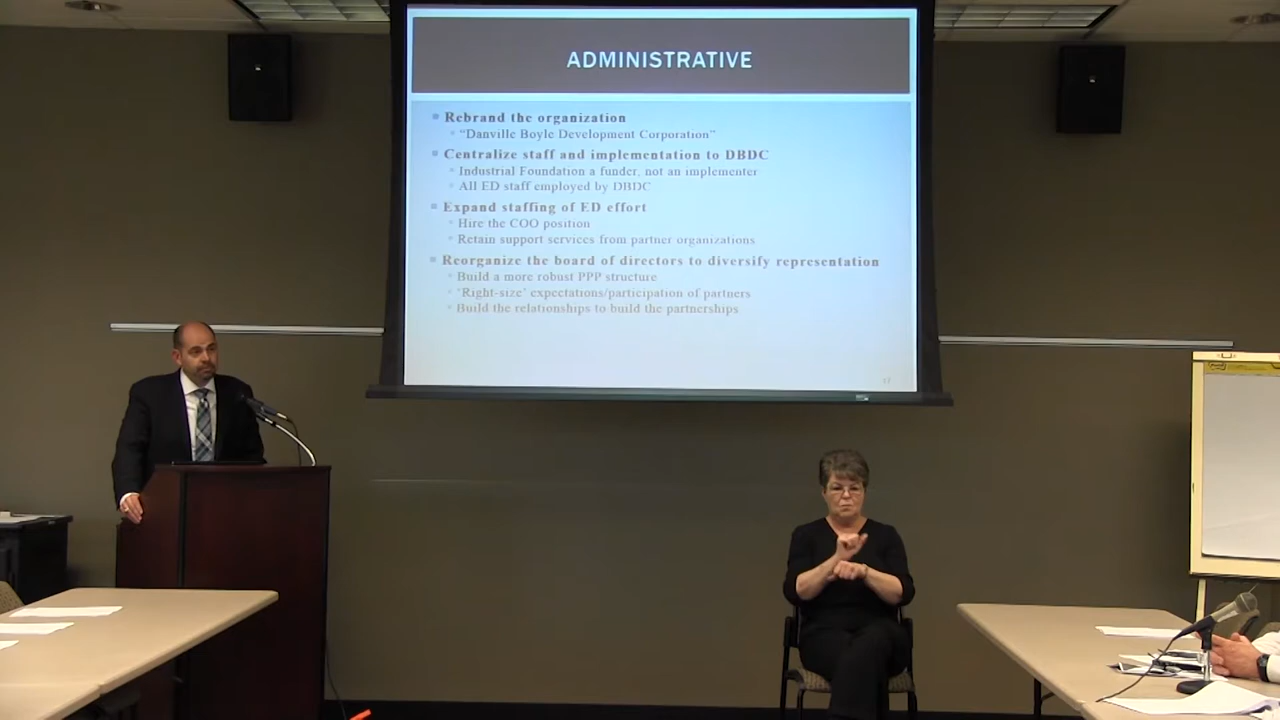 ADMINISTRATIVE
Rebrand the organization
"Danville Boyle Development Corporation"
Centralize staff and implementation to DBDC
Industrial Foundation a funder, not an implementer
All ED staff employed by DBDC
Expand staffing of ED effort
Hire the COO position
Retain support services from partner organizations
Reorganize the board of directors to diversify representation
Build a more robust PPP structure
'Right-size' expectations/participation of partners
Build the relationships to build the partnerships
17